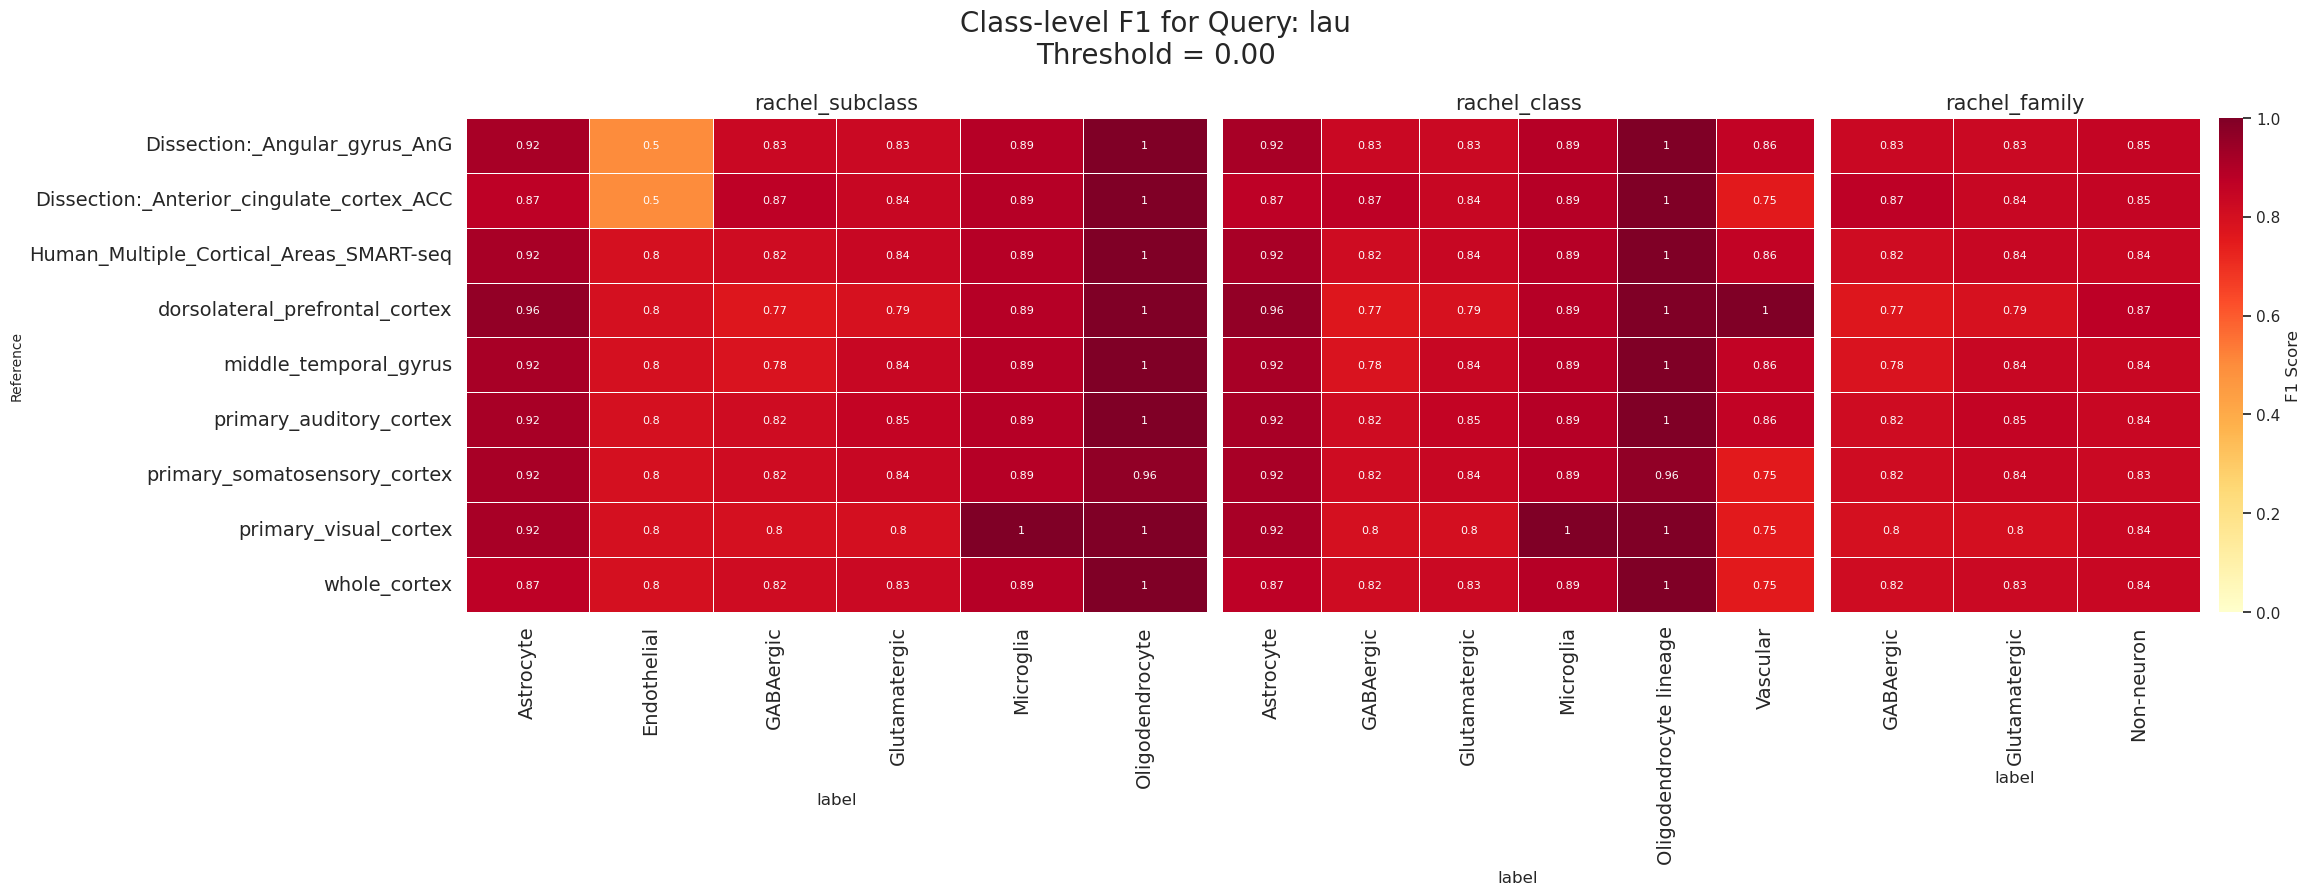 Class-level F1 for Query: lau
Threshold = 0.00
rachel_subclass
rachel_class
rachel_family
Reference
Dissection:_Angular_gyrus_AnG 0.92 0.5 0.83 0.83 0.89 1 0.92 0.83 0.83 0.89 1 0.86 0.83 0.83 0.85
Dissection:_Anterior_cingulate_cortex_ACC 0.87 0.5 0.87 0.84 0.89 1 0.87 0.87 0.84 0.89 1 0.75 0.87 0.84 0.85
Human_Multiple_Cortical_Areas_SMART-seq 0.92 0.8 0.82 0.84 0.89 1 0.92 0.82 0.84 0.89 1 0.86 0.82 0.84 0.84
dorsolateral_prefrontal_cortex 0.96 0.8 0.77 0.79 0.89 1 0.96 0.77 0.79 0.89 1 1 0.77 0.79 0.87
middle_temporal_gyrus 0.92 0.8 0.78 0.84 0.89 1 0.92 0.78 0.84 0.89 1 0.86 0.78 0.84 0.84
primary_auditory_cortex 0.92 0.8 0.82 0.85 0.89 1 0.92 0.82 0.85 0.89 1 0.86 0.82 0.85 0.84
primary_somatosensory_cortex 0.92 0.8 0.82 0.84 0.89 0.96 0.92 0.82 0.84 0.89 0.96 0.75 0.82 0.84 0.83
primary_visual_cortex 0.92 0.8 0.8 0.8 1 1 0.92 0.8 0.8 1 1 0.75 0.8 0.8 0.84
whole_cortex 0.87 0.8 0.82 0.83 0.89 1 0.87 0.82 0.83 0.89 1 0.75 0.82 0.83 0.84
Astrocyte
Endothelial
GABAergic
Glutamatergic
Microglia
Oligodendrocyte
label
Astrocyte
GABAergic
Glutamatergic
Microglia
Oligodendrocyte lineage
Vascular
label
GABAergic
Glutamatergic
Non-neuron
label
1.0
0.8
0.6
0.4
0.2
0.0
F1 Score